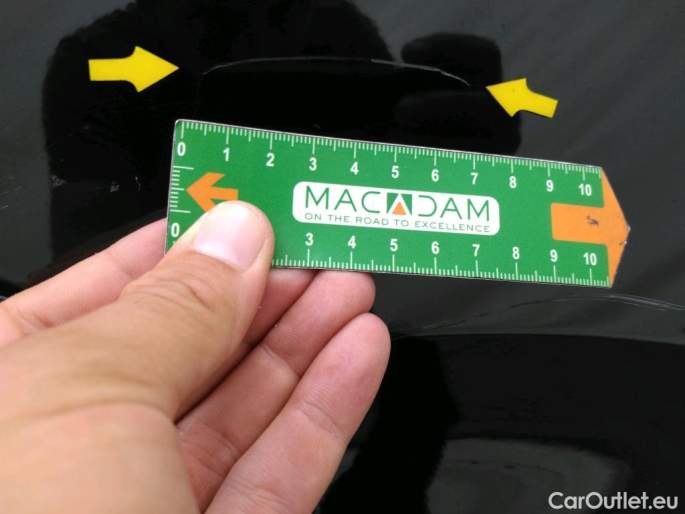 0 1 2 3 4 5 6 7 8 9 10
MACADAM
ON THE ROAD TO EXCELLENCE
0 3 4 5 6 7 8 9 10
CarOutlet.eu